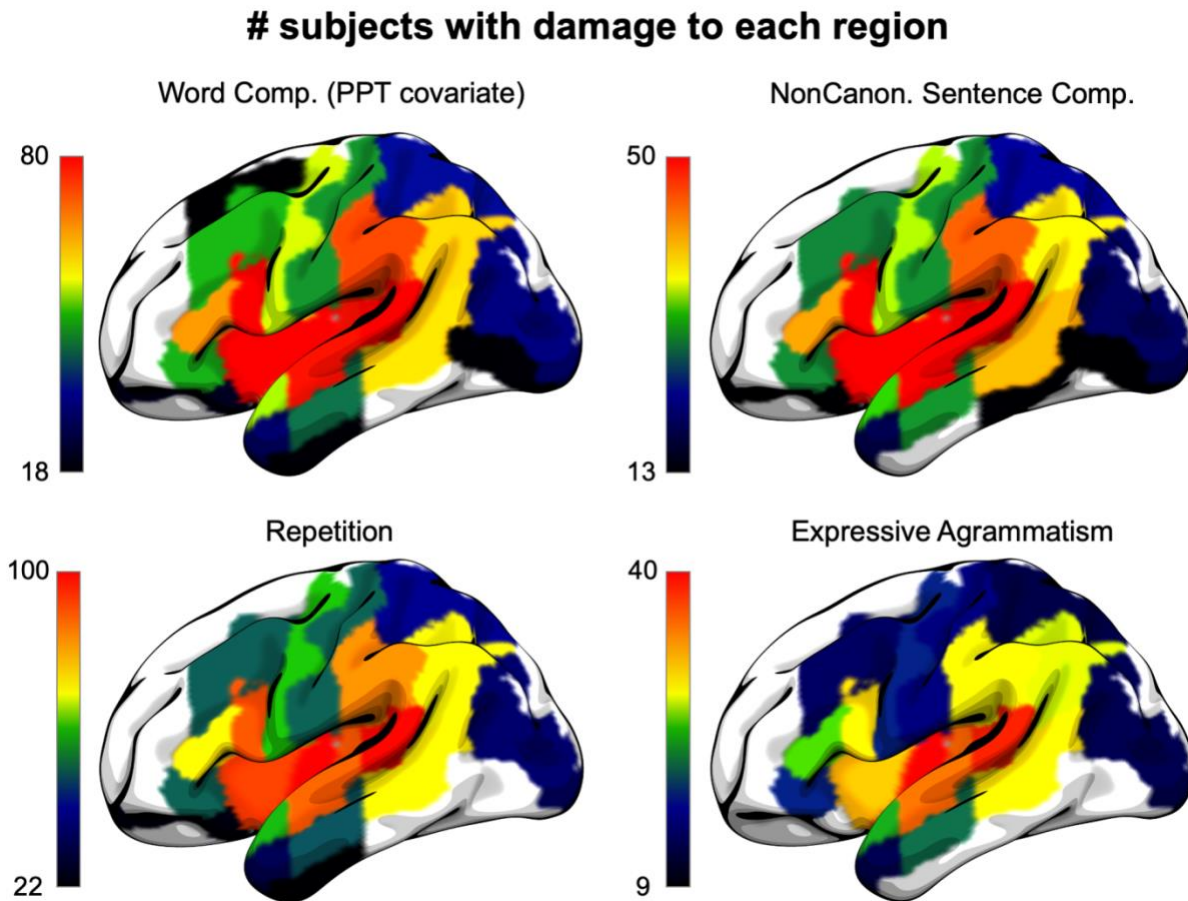 # subjects with damage to each region
Word Comp. (PPT covariate)
NonCanon. Sentence Comp.
80
18
50
13
Repetition
Expressive Agrammatism
100
22
40
9